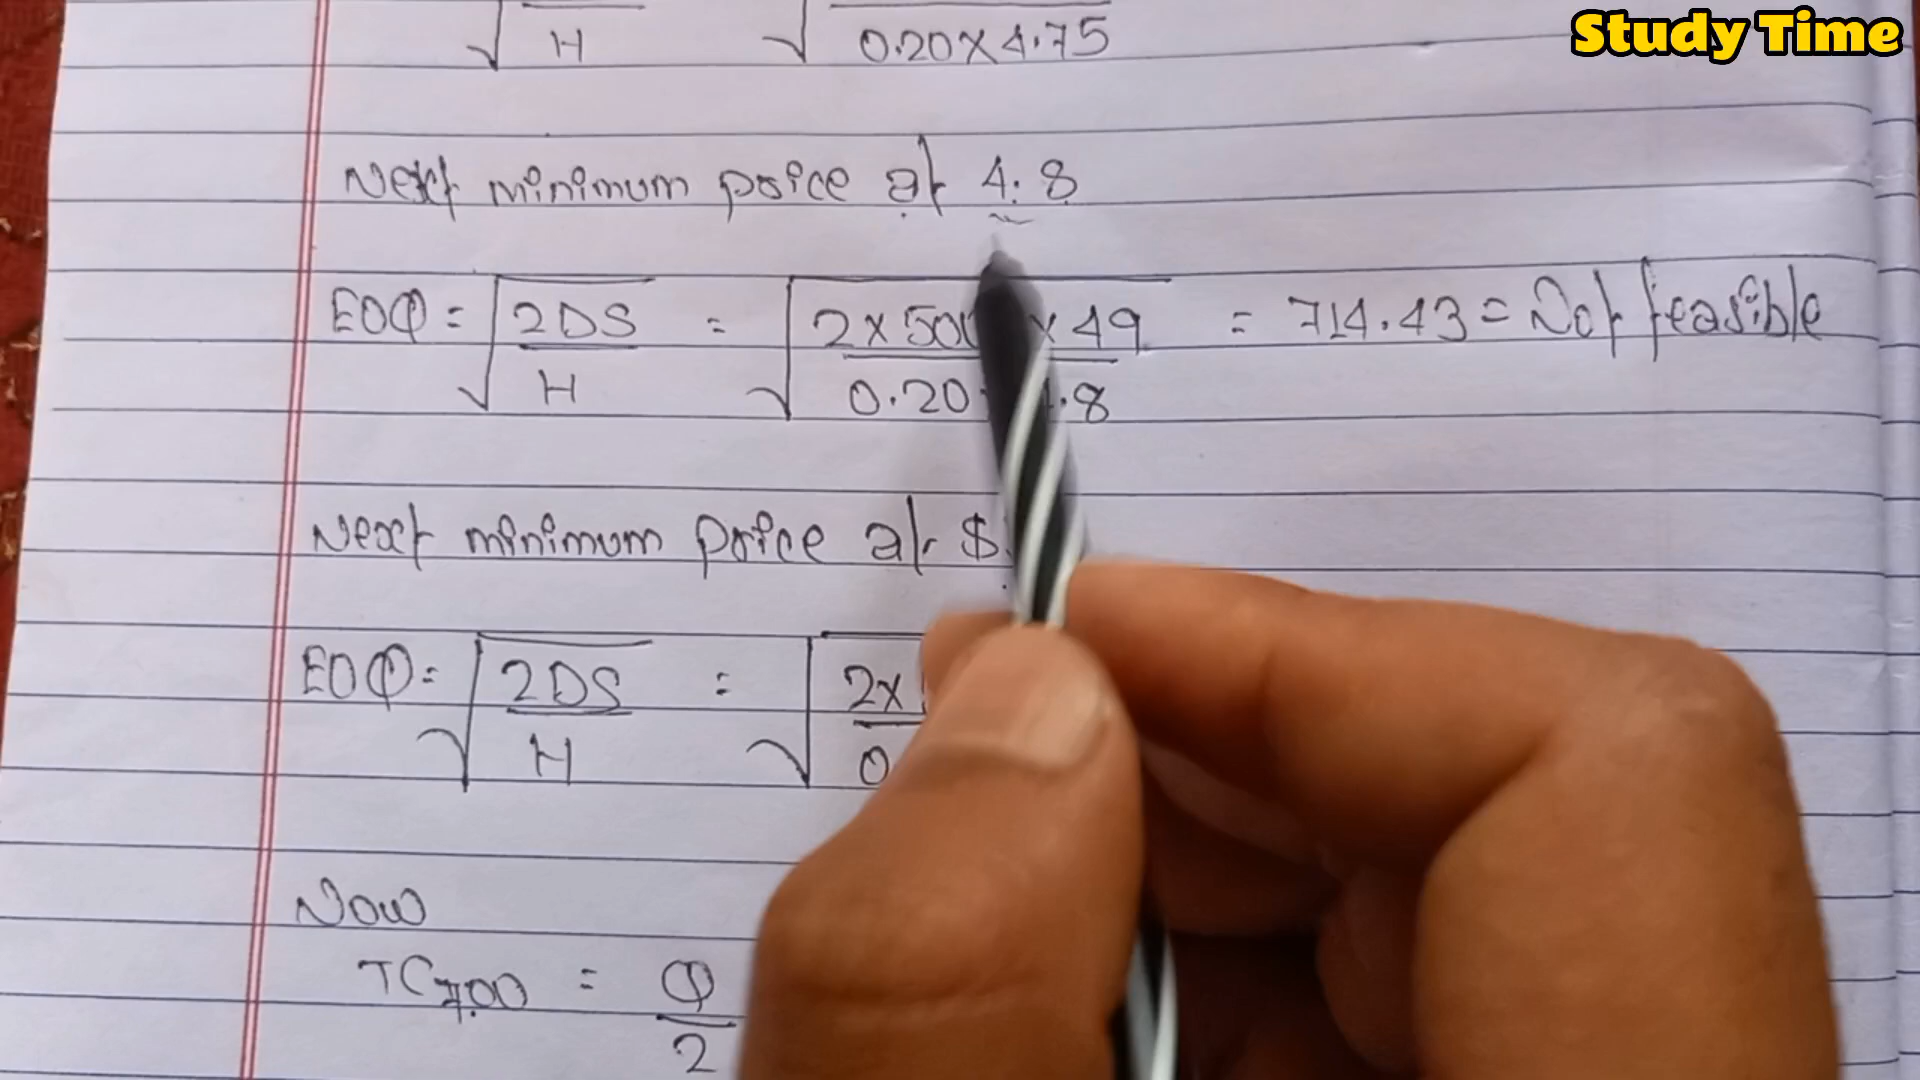 Study Time
√ H √ 0.20 x 4.75
Next minimum price at 4.8
EOQ = √ 2DS / H = √ 2 x 500 x 49 / 0.20 .8 = 714.43 = Not feasible
Next minimum price at $
EOQ = √ 2DS / H = √ 2 x / 0
Now
TC700 = Q / 2